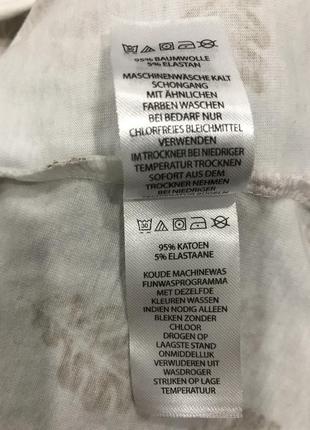 95% BAUMWOLLE
5% ELASTAN
MASCHINENWÄSCHE KALT
SCHONGANG
MIT ÄHNLICHEN
FARBEN WASCHEN
BEI BEDARF NUR
CHLORFREIES BLEICHMITTEL
VERWENDEN
IM TROCKNER BEI NIEDRIGER
TEMPERATUR TROCKNEN
SOFORT AUS DEM
TROCKNER NEHMEN
BEI NIEDRIGER
30
95% KATOEN
5% ELASTAANE
KOUDE MACHINEWAS
FIJNWASPROGRAMMA
MET DEZELFDE
KLEUREN WASSEN
INDIEN NODIG ALLEEN
BLEKEN ZONDER
CHLOOR
DROGEN OP
LAAGSTE STAND
ONMIDDELLIJK
VERWIJDEREN UIT
WASDROGER
STRIJKEN OP LAGE
TEMPERATUUR